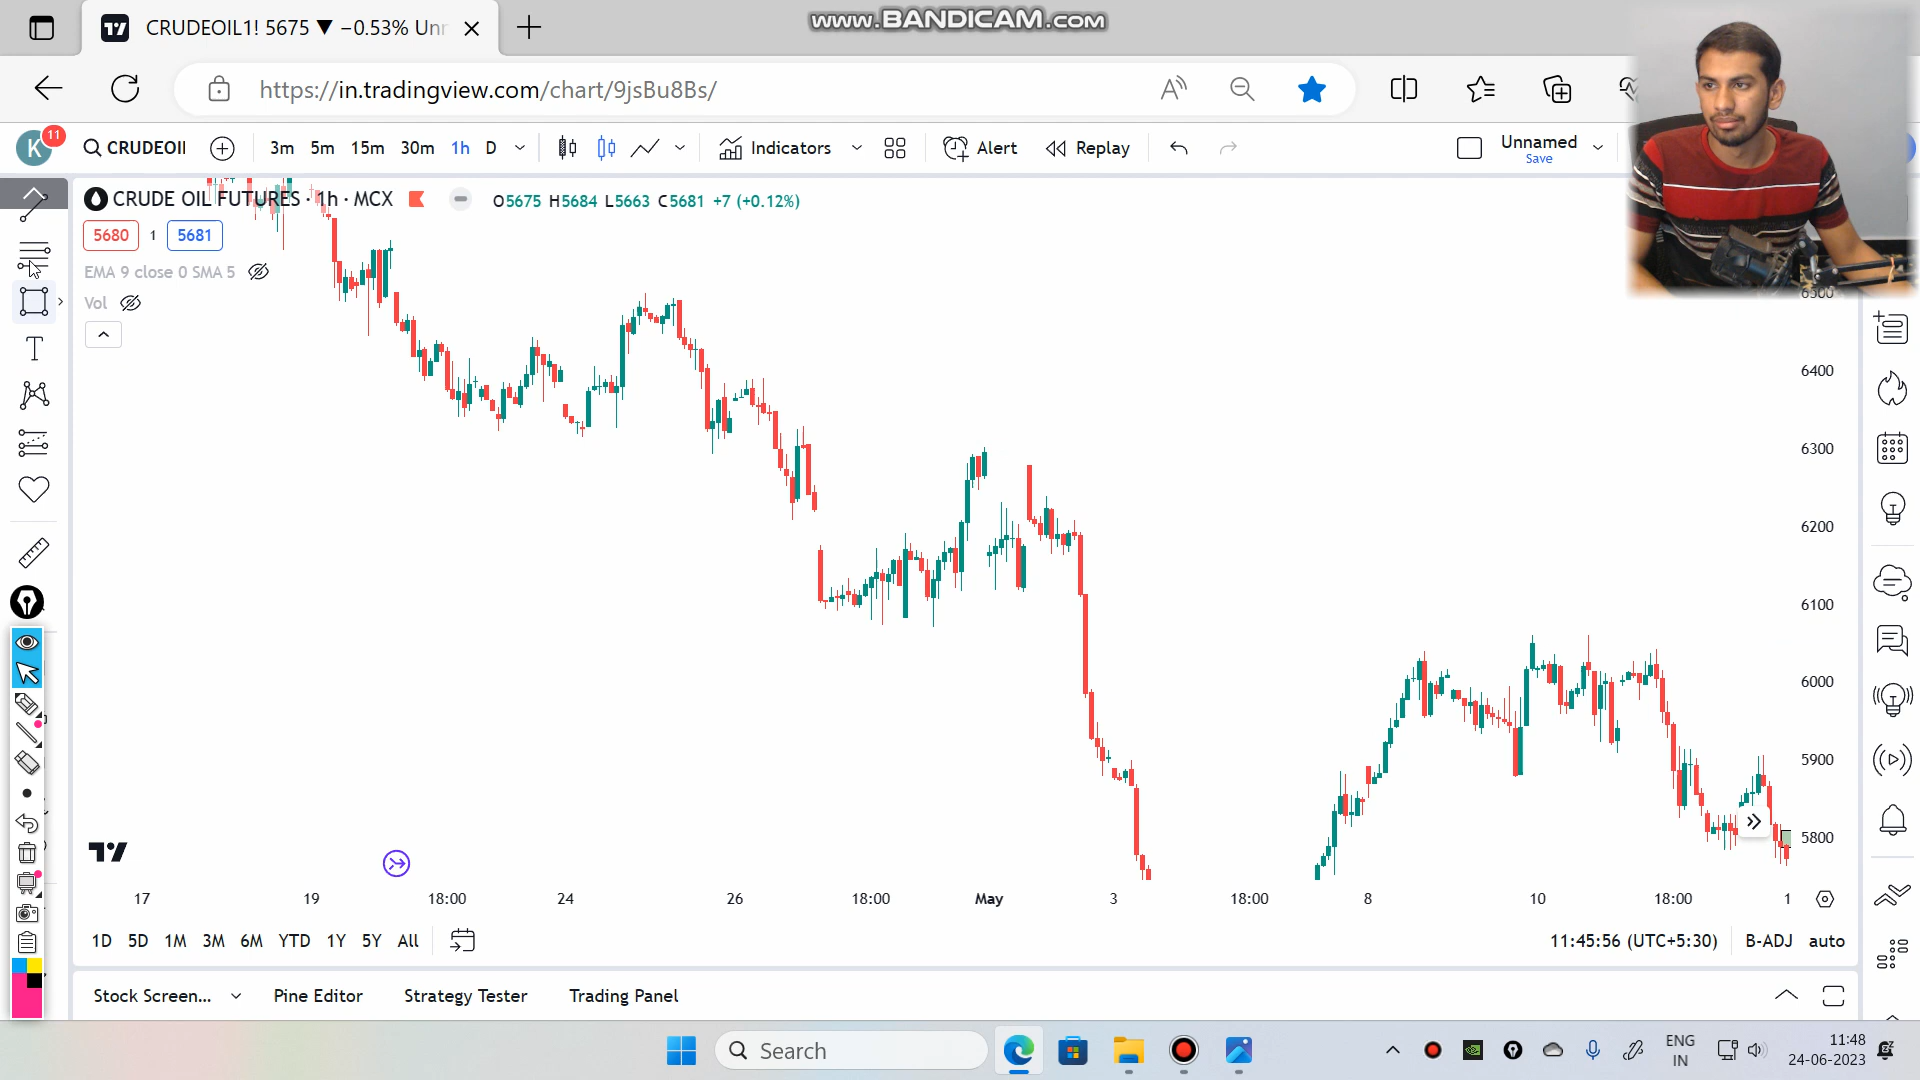 CRUDEOIL1! 5675 ▼ −0.53% Unr
www.BANDICAM.com
https://in.tradingview.com/chart/9jsBu8Bs/
K 11
CRUDEOI
3m 5m 15m 30m 1h D
Indicators
Alert
Replay
Unnamed
Save
CRUDE OIL FUTURES · 1h · MCX
O5675 H5684 L5663 C5681 +7 (+0.12%)
5680 1 5681
EMA 9 close 0 SMA 5
Vol
6500
6400
6300
6200
6100
6000
5900
5800
17 19 18:00 24 26 18:00 May 3 18:00 8 10 18:00 1
1D 5D 1M 3M 6M YTD 1Y 5Y All
11:45:56 (UTC+5:30) B-ADJ auto
Stock Screen... Pine Editor Strategy Tester Trading Panel
Search
ENG
IN
11:48
24-06-2023